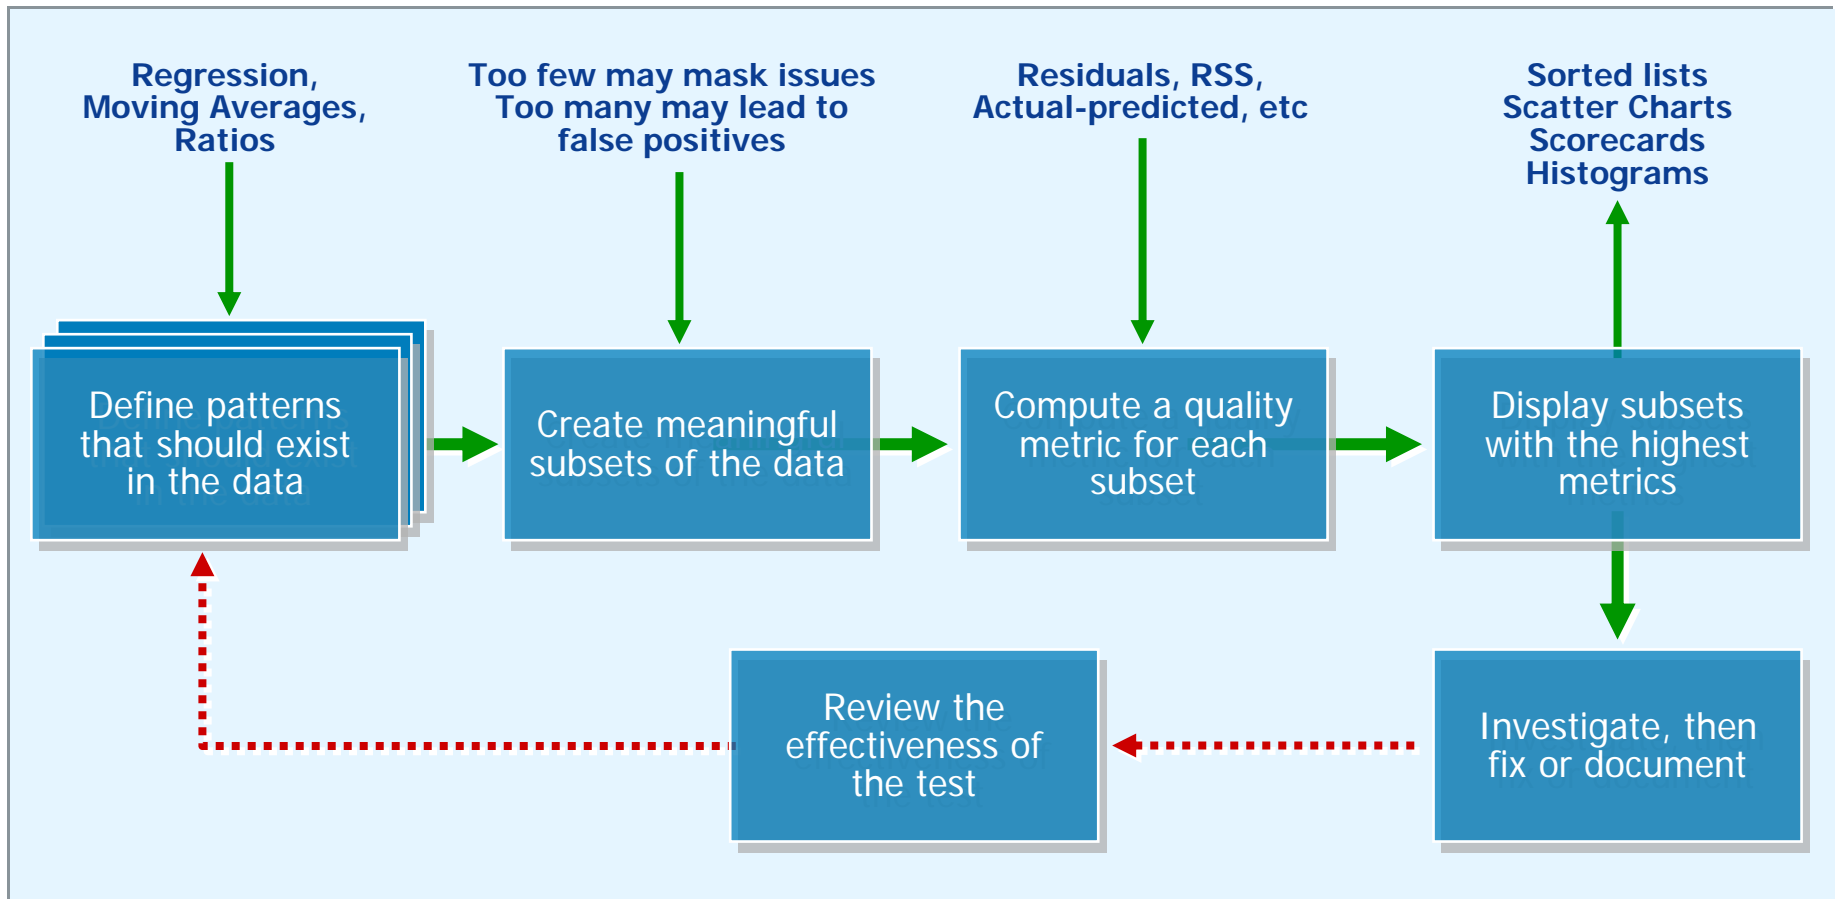 Regression,
Moving Averages,
Ratios
Too few may mask issues
Too many may lead to
false positives
Residuals, RSS,
Actual-predicted, etc
Sorted lists
Scatter Charts
Scorecards
Histograms
Define patterns
that should exist
in the data
Create meaningful
subsets of the data
Compute a quality
metric for each
subset
Display subsets
with the highest
metrics
Review the
effectiveness of
the test
Investigate, then
fix or document